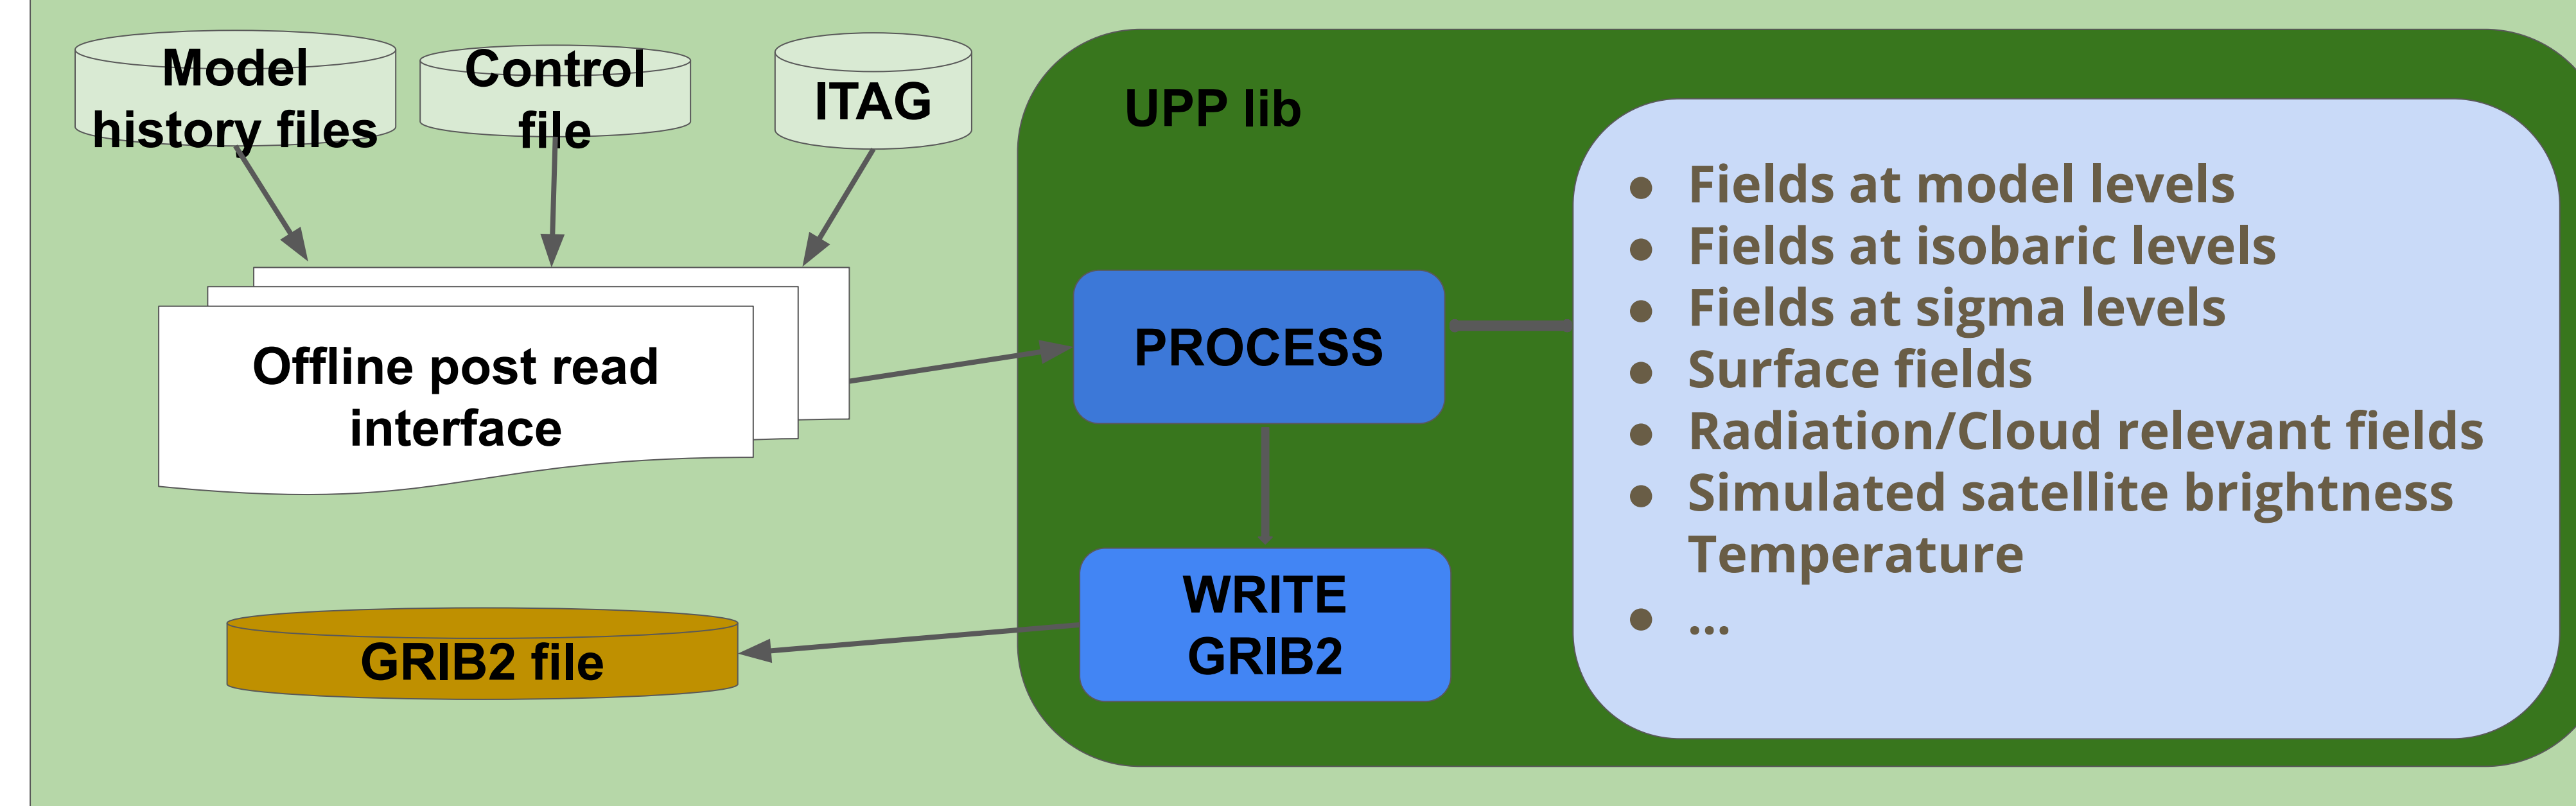 Model
history files
Control
file
ITAG
Offline post read
interface
GRIB2 file
UPP lib
PROCESS
WRITE
GRIB2
● Fields at model levels
● Fields at isobaric levels
● Fields at sigma levels
● Surface fields
● Radiation/Cloud relevant fields
● Simulated satellite brightness
Temperature
● ...